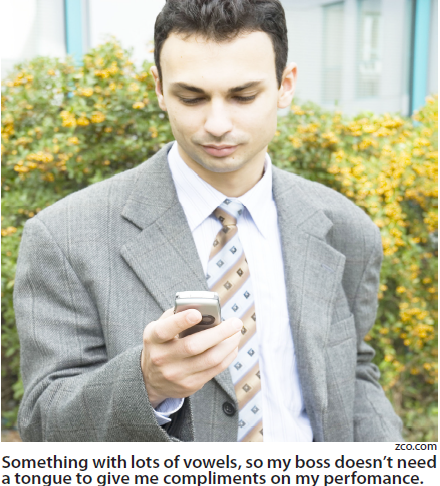 zco.com
Something with lots of vowels, so my boss doesn't need
a tongue to give me compliments on my perfomance.